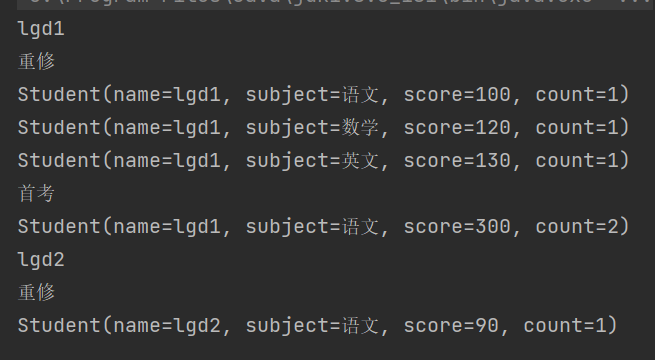 lgd1
重修
Student(name=lgd1, subject=语文, score=100, count=1)
Student(name=lgd1, subject=数学, score=120, count=1)
Student(name=lgd1, subject=英文, score=130, count=1)
首考
Student(name=lgd1, subject=语文, score=300, count=2)
lgd2
重修
Student(name=lgd2, subject=语文, score=90, count=1)